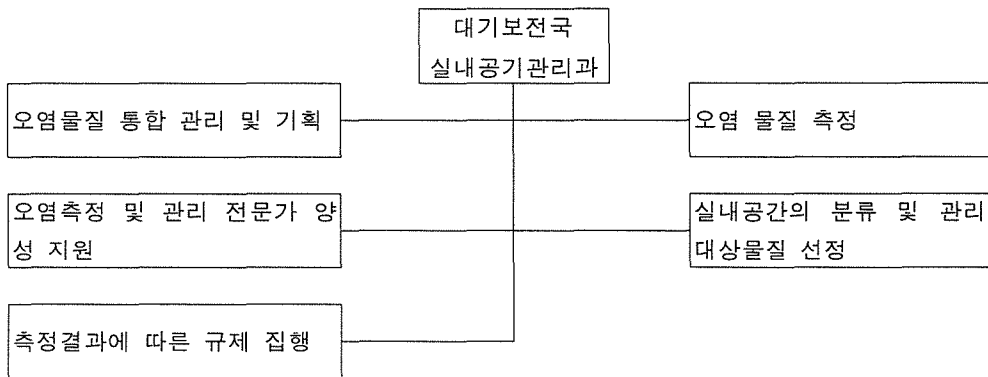 대기보전국
실내공기관리과
오염물질 통합 관리 및 기획
오염 물질 측정
오염측정 및 관리 전문가 양
성 지원
실내공간의 분류 및 관리
대상물질 선정
측정결과에 따른 규제 집행